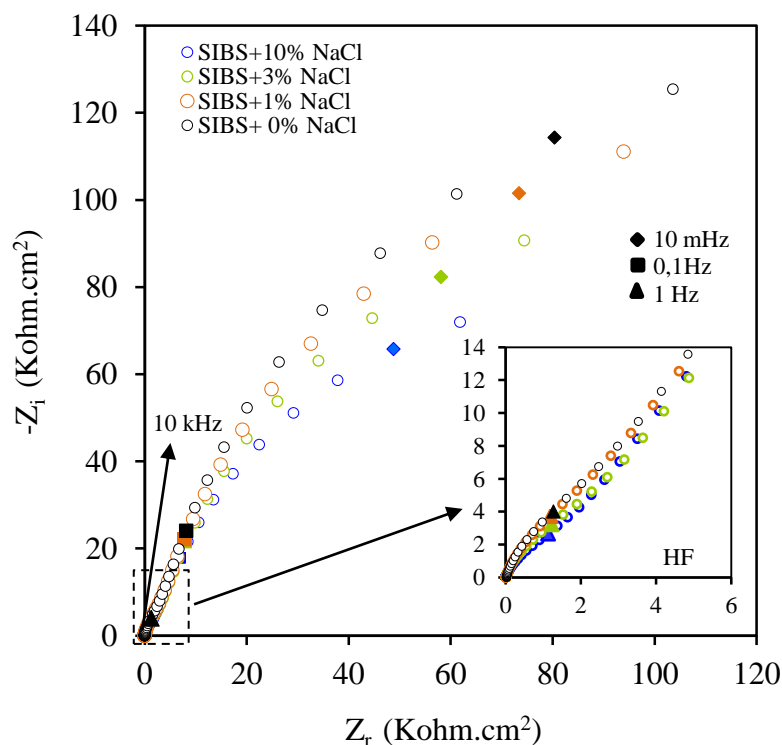 140
120
100
80
60
40
20
0
-Zi (Kohm.cm²)
SIBS+10% NaCl
SIBS+3% NaCl
SIBS+1% NaCl
SIBS+ 0% NaCl
10 mHz
0,1Hz
1 Hz
10 kHz
14
12
10
8
6
4
2
0
HF
0 2 4 6
0 20 40 60 80 100 120
Zr (Kohm.cm²)